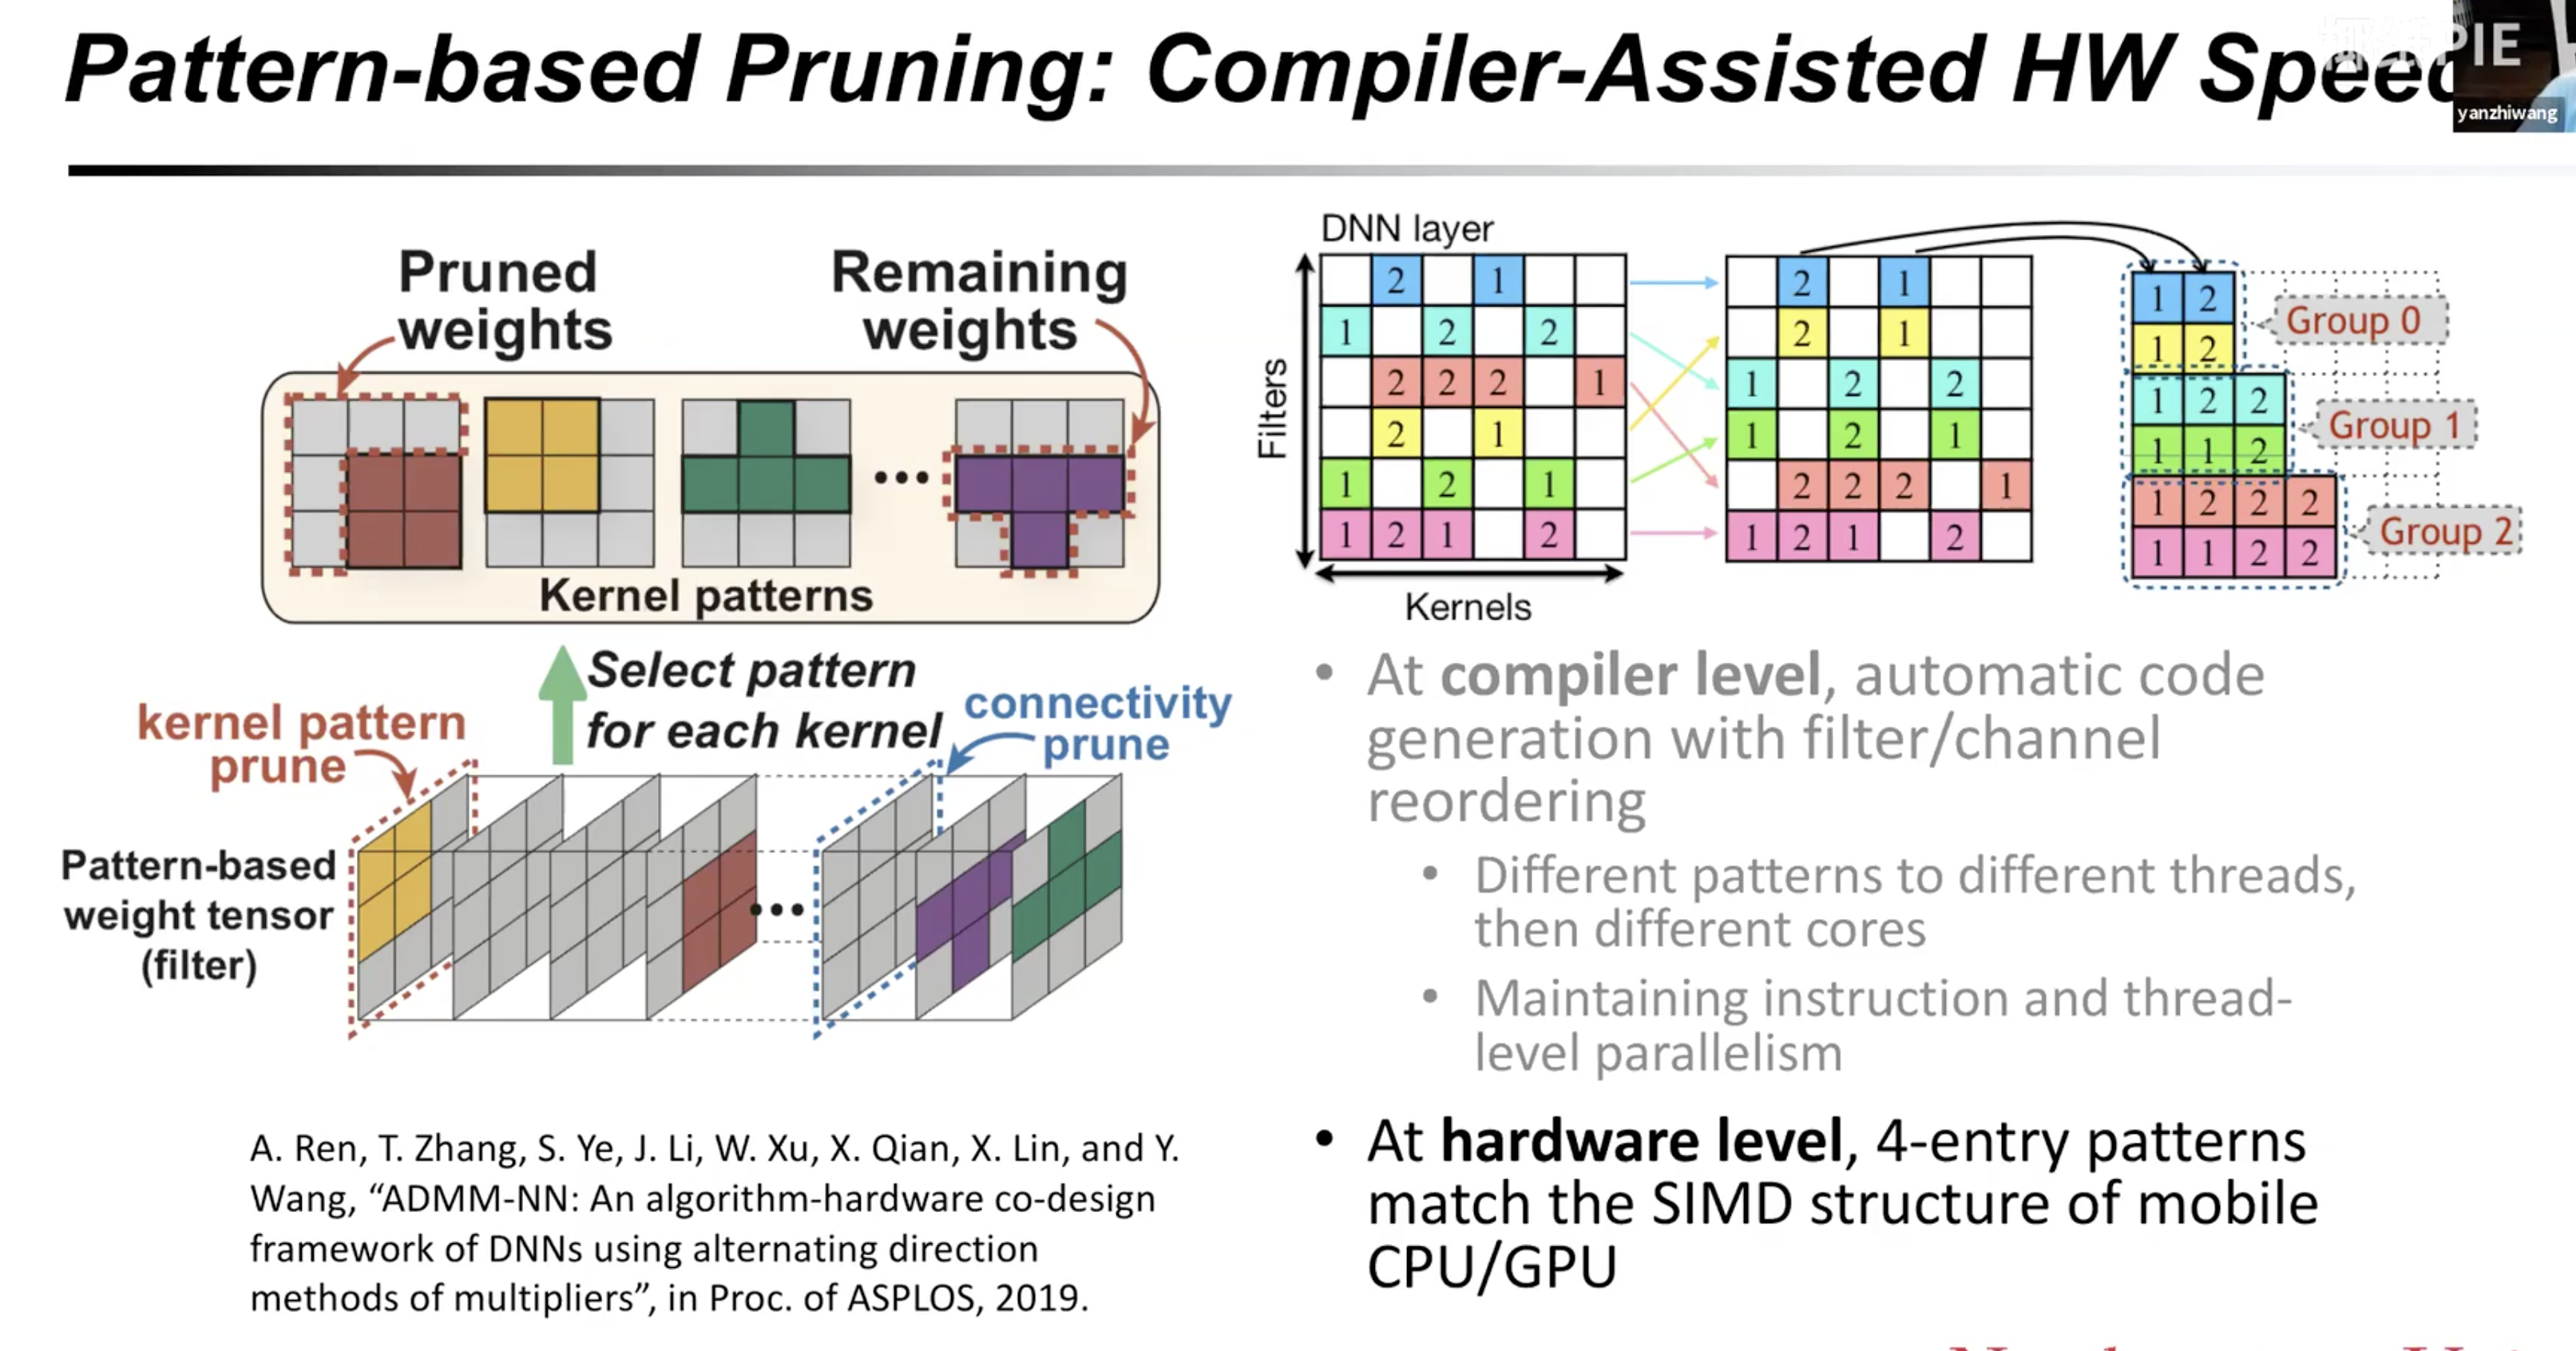 Pattern-based Pruning: Compiler-Assisted HW
PIE
yanzhiwang
Pruned
weights
Remaining
weights
Kernel patterns
Select pattern
for each kernel
kernel pattern
prune
connectivity
prune
Pattern-based
weight tensor
(filter)
A. Ren, T. Zhang, S. Ye, J. Li, W. Xu, X. Qian, X. Lin, and Y.
Wang, “ADMM-NN: An algorithm-hardware co-design
framework of DNNs using alternating direction
methods of multipliers”, in Proc. of ASPLOS, 2019.
DNN layer
Filters
Kernels
2 1
1 2 2
2 2 2 1
2 1
1 2 1
1 2 1 2
2 1
2 1
1 2 2
1 2 1
2 2 2 1
1 2 1 2
1 2
1 2
1 2 2
1 1 2
1 2 2 2
1 1 2 2
Group 0
Group 1
Group 2
• At compiler level, automatic code
generation with filter/channel
reordering
• Different patterns to different threads,
then different cores
• Maintaining instruction and thread-
level parallelism
• At hardware level, 4-entry patterns
match the SIMD structure of mobile
CPU/GPU